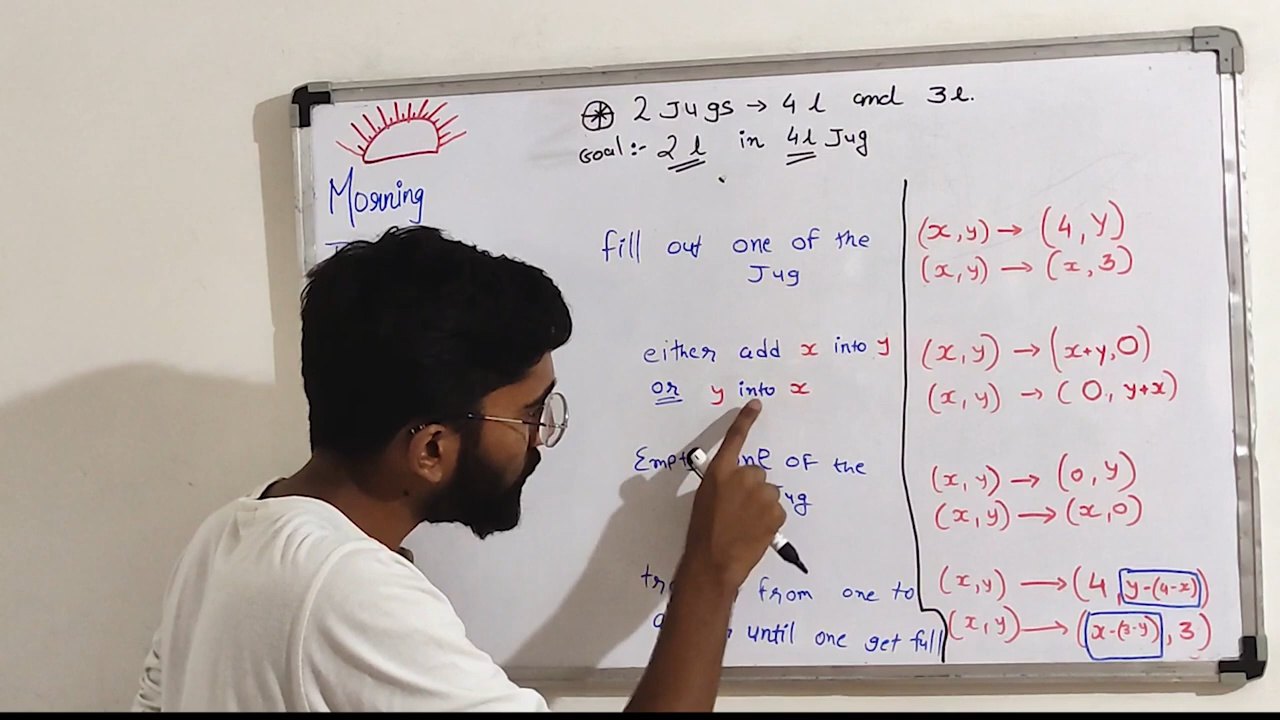 2 Jugs → 4 l and 3 l.
Goal:- 2 l in 4l Jug
Morning
fill out one of the
Jug
(x,y) → (4, y)
(x,y) → (x, 3)
either add x into y
or y into x
(x,y) → (x+y, 0)
(x,y) → (0, y+x)
of the
(x,y) → (0, y)
(x,y) → (x, 0)
from one to
until one get full
(x,y) → (4, y-(4-x))
(x,y) → (x-(3-y), 3)